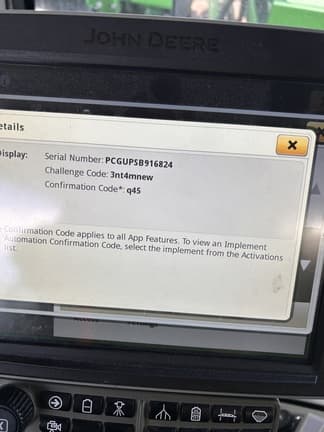 JOHN DEERE
etails
isplay:
Serial Number: PCGUPSB916824
Challenge Code: 3nt4mnew
Confirmation Code*: q45
Confirmation Code applies to all App Features. To view an Implement
Automation Confirmation Code, select the implement from the Activations
list.